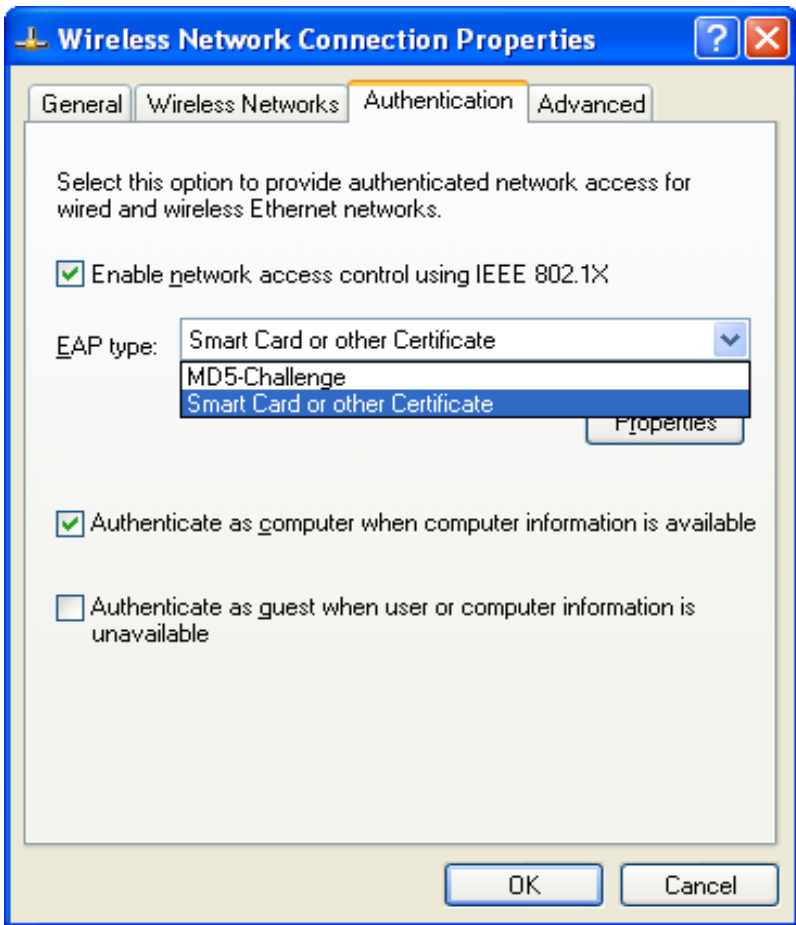 Wireless Network Connection Properties
General Wireless Networks Authentication Advanced
Select this option to provide authenticated network access for
wired and wireless Ethernet networks.
Enable network access control using IEEE 802.1X
EAP type: Smart Card or other Certificate
MD5-Challenge
Smart Card or other Certificate
Properties
Authenticate as computer when computer information is available
Authenticate as guest when user or computer information is
unavailable
OK Cancel